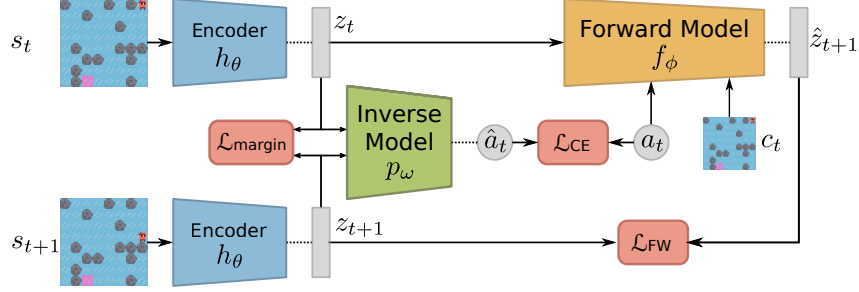 s_t
Encoder
h_θ
z_t
Forward Model
f_ϕ
ẑ_{t+1}
ℒ_margin
Inverse
Model
p_ω
â_t
ℒ_CE
a_t
c_t
s_{t+1}
Encoder
h_θ
z_{t+1}
ℒ_FW